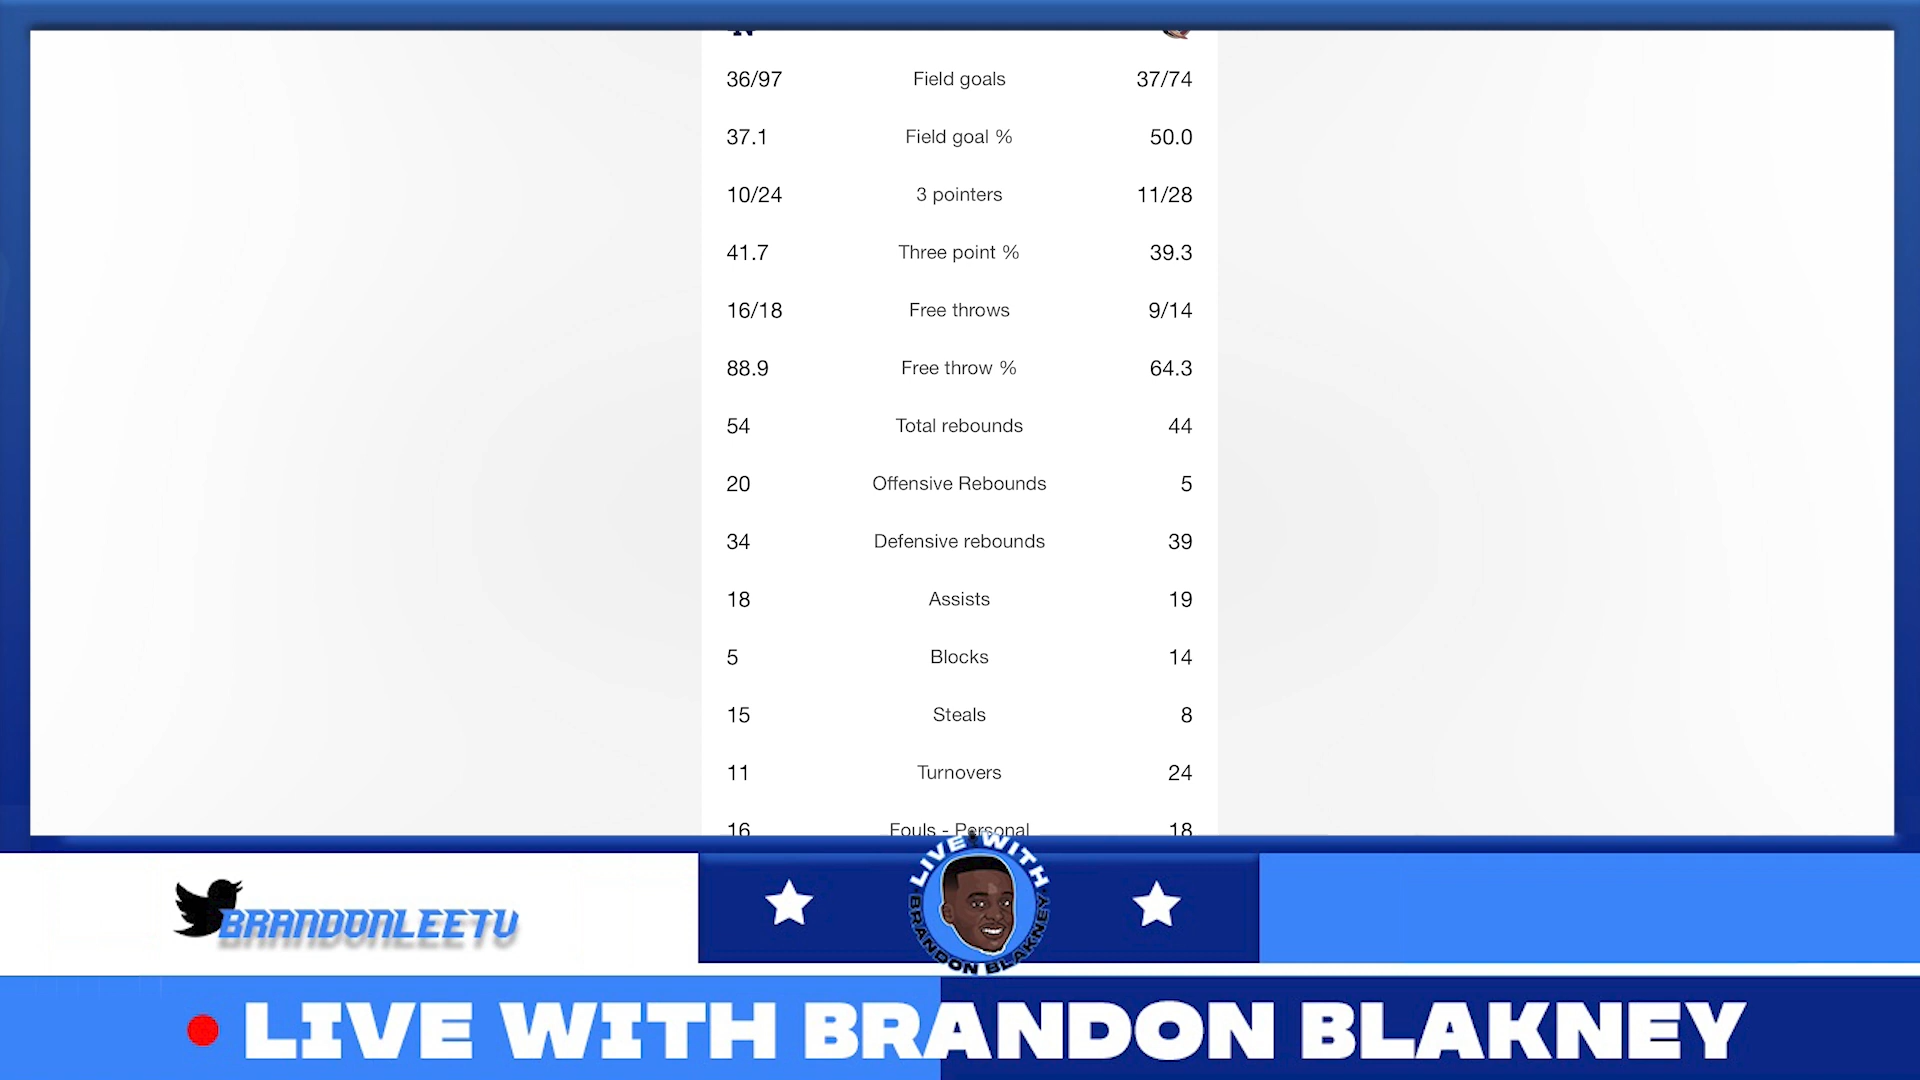 N
36/97 Field goals 37/74
37.1 Field goal % 50.0
10/24 3 pointers 11/28
41.7 Three point % 39.3
16/18 Free throws 9/14
88.9 Free throw % 64.3
54 Total rebounds 44
20 Offensive Rebounds 5
34 Defensive rebounds 39
18 Assists 19
5 Blocks 14
15 Steals 8
11 Turnovers 24
16 Fouls - Personal 18
BRANDONLEETV
LIVE WITH
BRANDON BLAKNEY
LIVE WITH BRANDON BLAKNEY